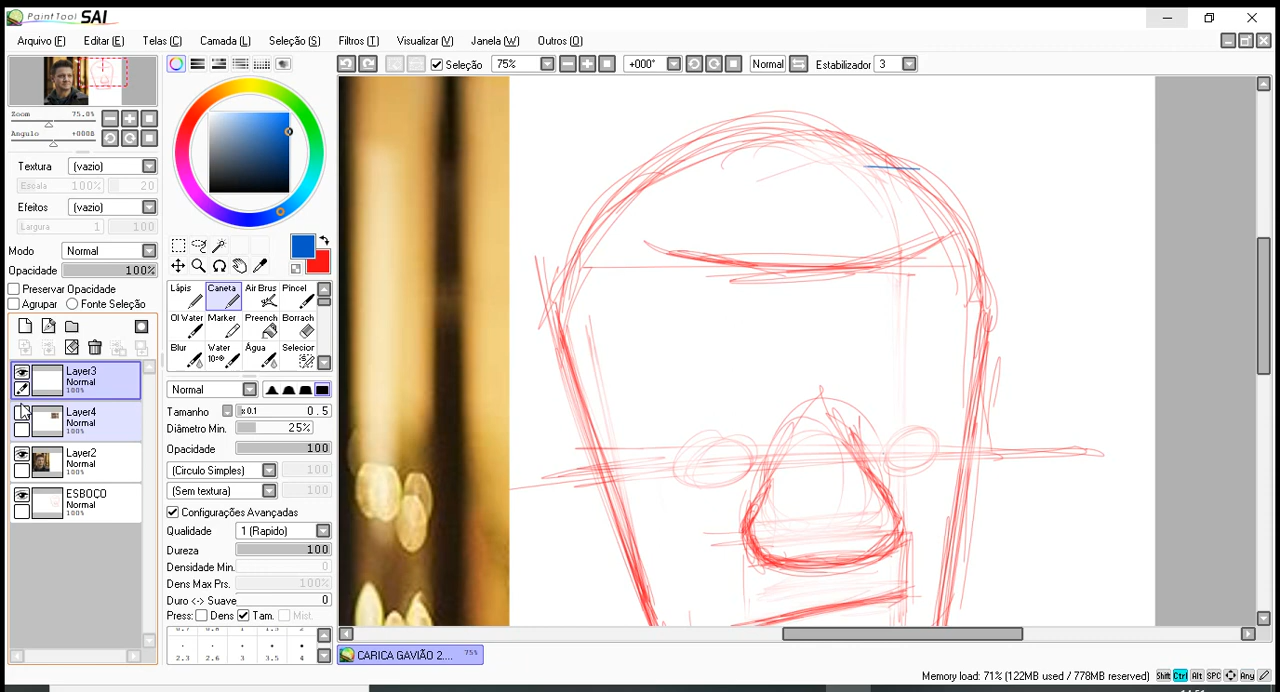 PaintTool SAI
Arquivo (F) Editar (E) Telas (C) Camada (L) Seleção (S) Filtros (T) Visualizar (V) Janela (W) Outros (O)
Seleção 75% +000° Normal Estabilizador 3
Zoom 75.0%
Angulo +000B
Textura (vazio)
Escala 100% 20
Efeitos (vazio)
Largura 1 100
Modo Normal
Opacidade 100%
Preservar Opacidade
Agrupar Fonte Seleção
Layer3
Normal
100%
Layer4
Normal
100%
Layer2
Normal
100%
ESBOCO
Normal
100%
Lápis Caneta Air Brus Pincel
Ol Water Marker Preench Borrach
Blur Water Água Selecior
Normal
Tamanho x 0.1 0.5
Diâmetro Min. 25%
Opacidade 100
(Circulo Simples) 100
(Sem textura) 100
Configurações Avançadas
Qualidade 1 (Rapido)
Dureza 100
Densidade Min. 0
Dens Max Prs. 100%
Duro <-> Suave 0
Press: Dens Tam. Mist.
2.3 2.6 3 3.5 4
CARICA GAVIÃO 2.... 75%
Memory load: 71% (122MB used / 778MB reserved) Shift Ctrl Alt SPC Any